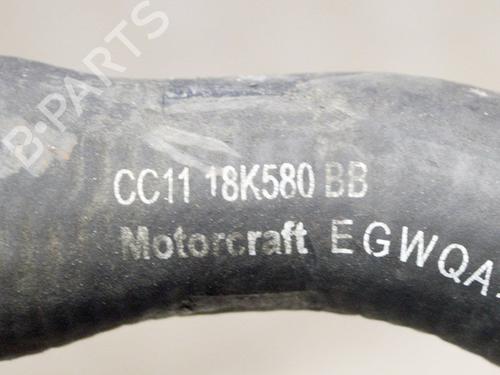 B-PARTS
CC11 18K580 BB
Motorcraft EGWQA